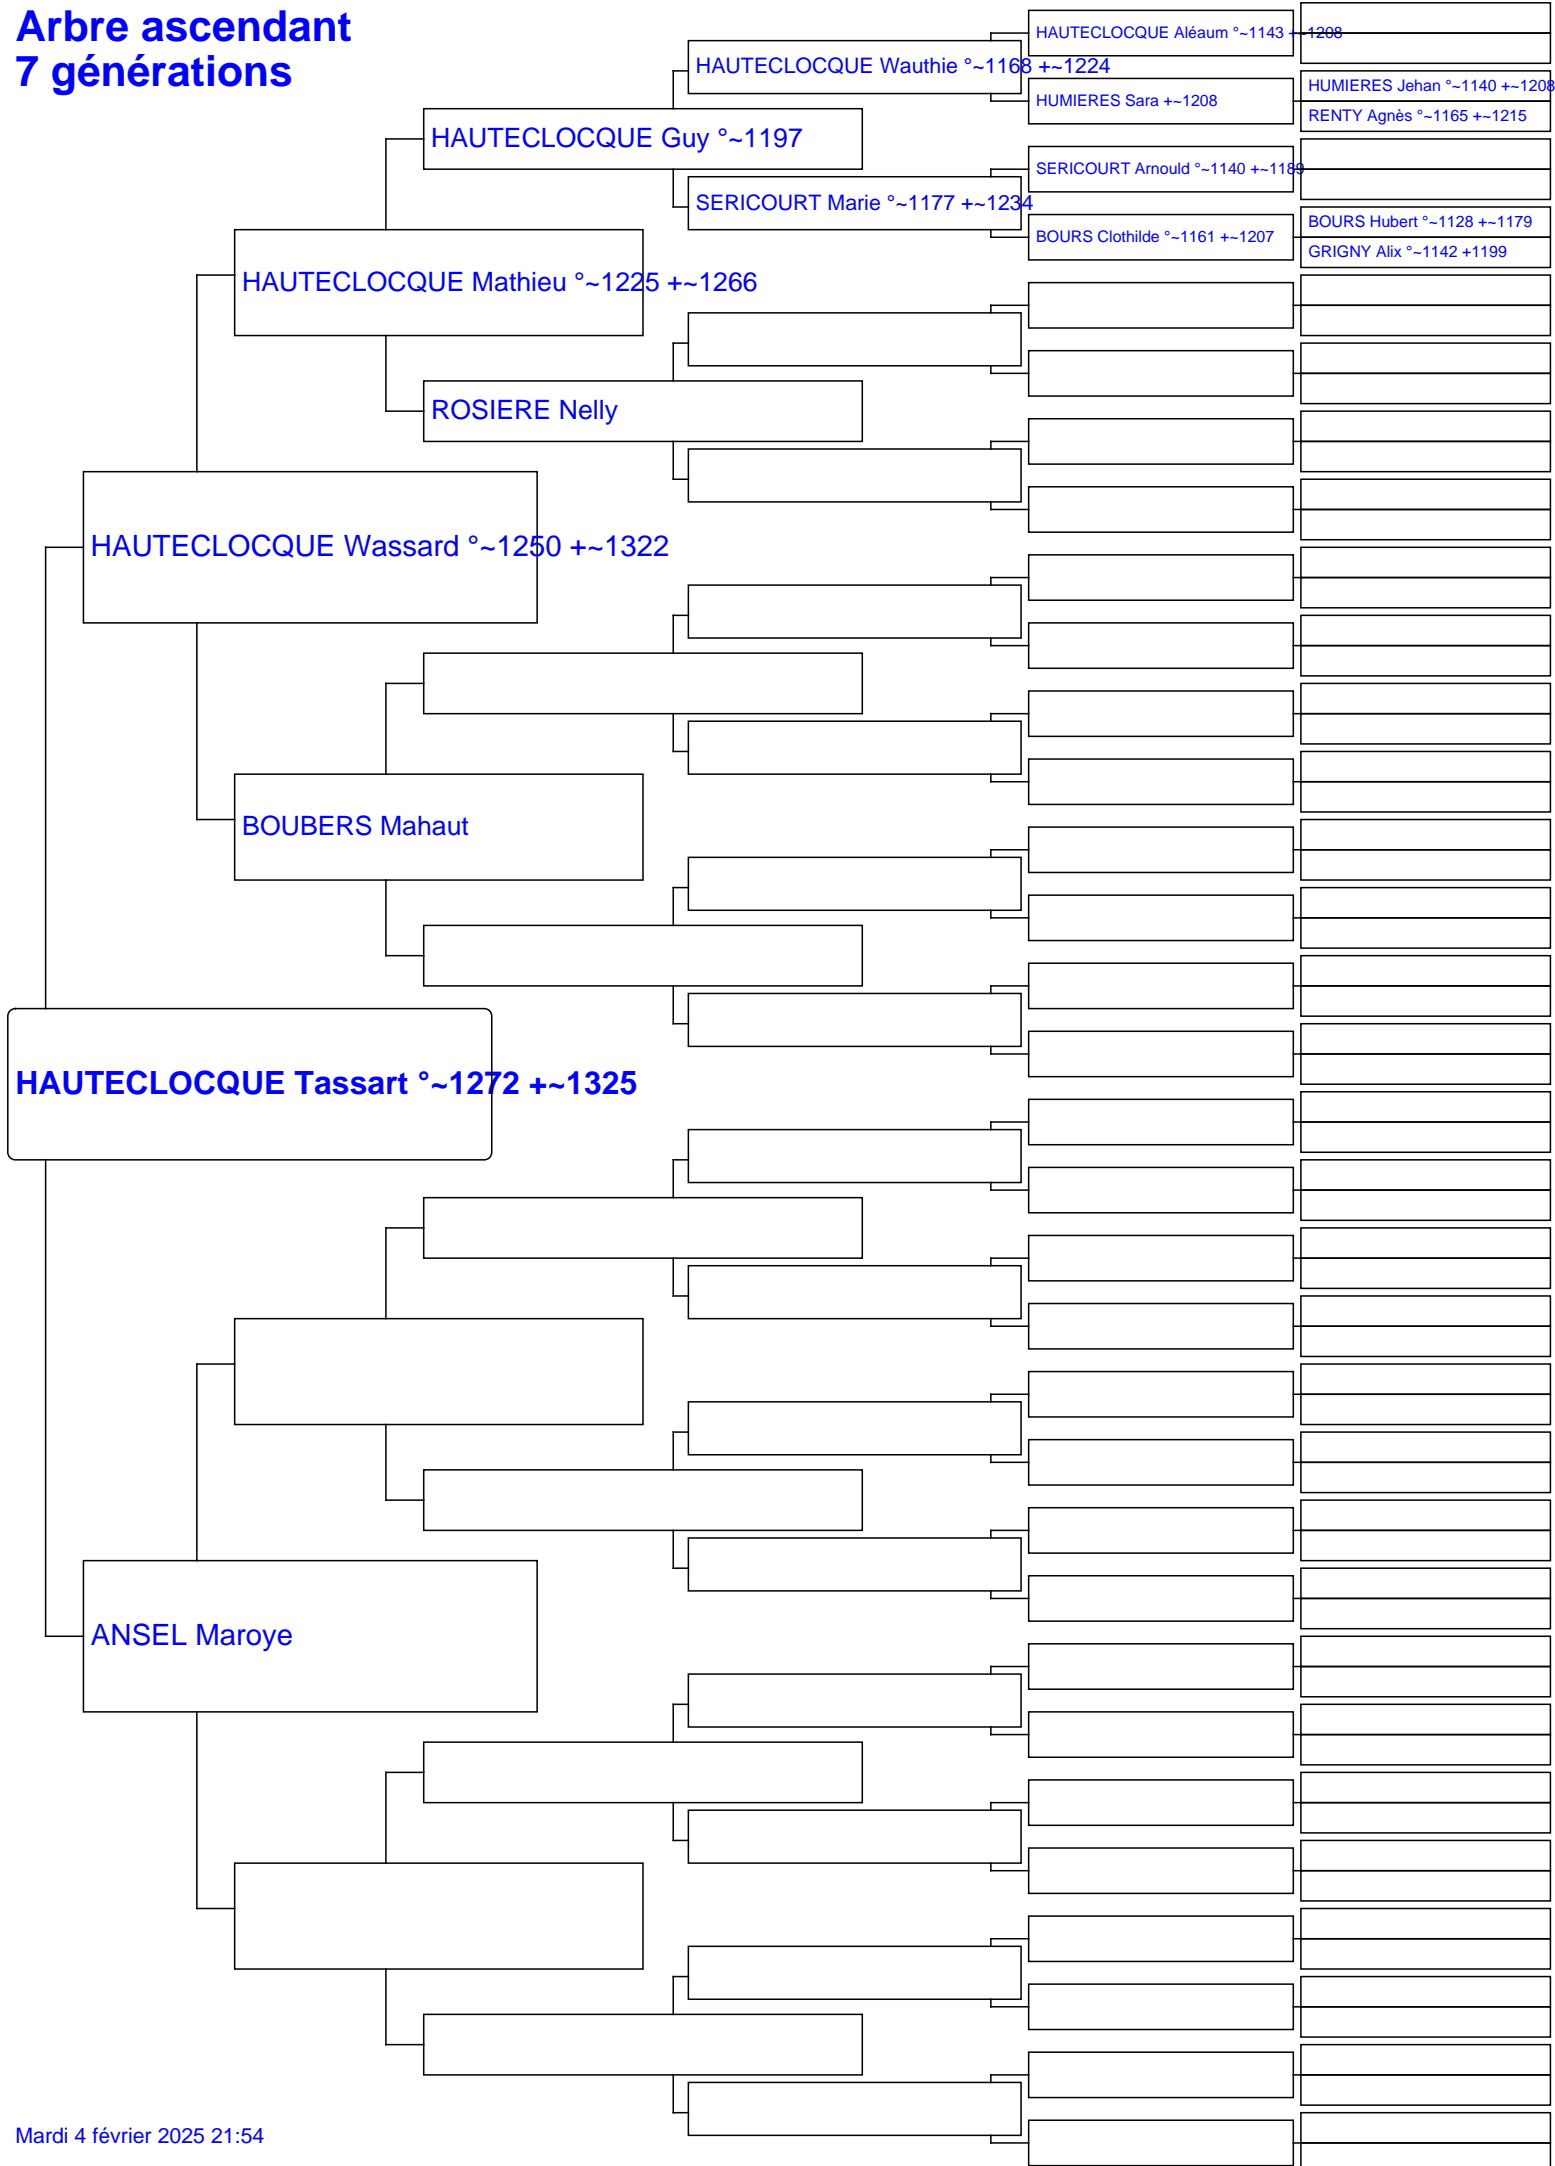 Arbre ascendant
7 générations
HAUTECLOCQUE Aléaum °~1143 +~1208
HAUTECLOCQUE Wauthie °~1168 +~1224
HUMIERES Jehan °~1140 +~1208
HUMIERES Sara +~1208
RENTY Agnès °~1165 +~1215
HAUTECLOCQUE Guy °~1197
SERICOURT Arnould °~1140 +~1189
SERICOURT Marie °~1177 +~1234
BOURS Hubert °~1128 +~1179
BOURS Clothilde °~1161 +~1207
GRIGNY Alix °~1142 +1199
HAUTECLOCQUE Mathieu °~1225 +~1266
ROSIERE Nelly
HAUTECLOCQUE Wassard °~1250 +~1322
BOUBERS Mahaut
HAUTECLOCQUE Tassart °~1272 +~1325
ANSEL Maroye
Mardi 4 février 2025 21:54